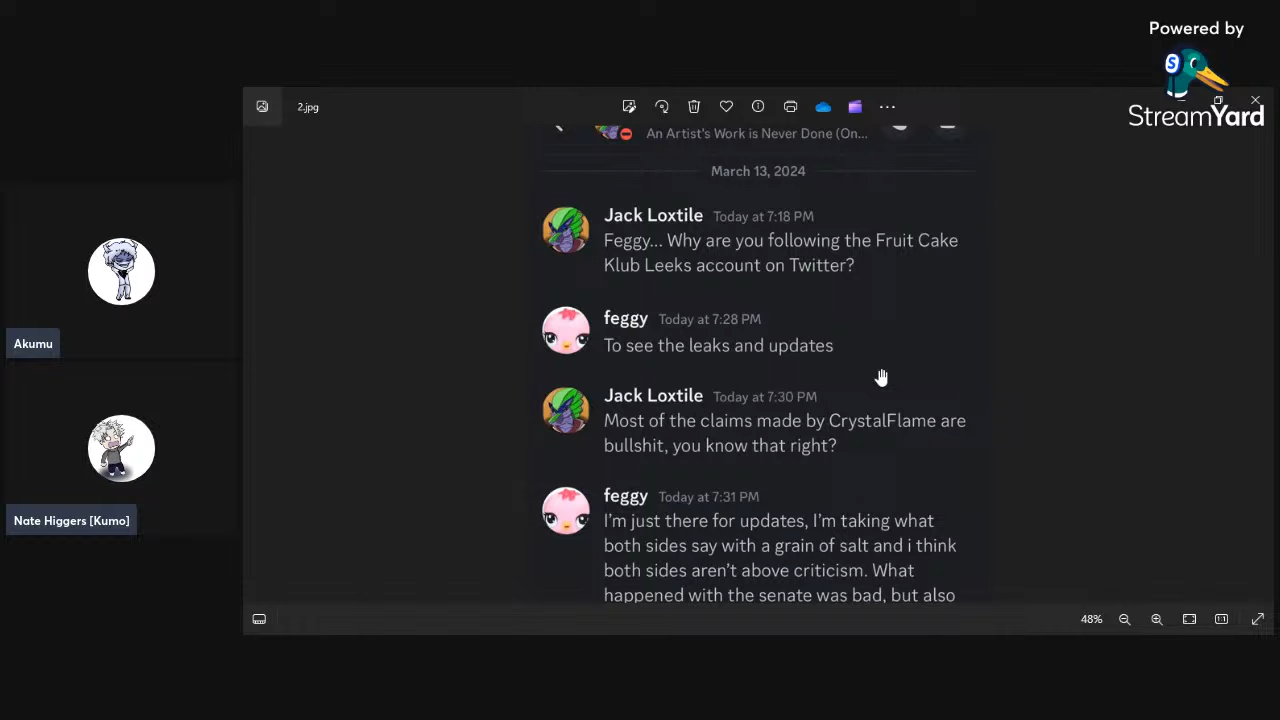 Powered by
StreamYard
2.jpg
An Artist's Work is Never Done (On...
March 13, 2024
Jack Loxtile Today at 7:18 PM
Feggy... Why are you following the Fruit Cake
Klub Leeks account on Twitter?
feggy Today at 7:28 PM
To see the leaks and updates
Jack Loxtile Today at 7:30 PM
Most of the claims made by CrystalFlame are
bullshit, you know that right?
feggy Today at 7:31 PM
I'm just there for updates, I'm taking what
both sides say with a grain of salt and i think
both sides aren't above criticism. What
happened with the senate was bad, but also
Akumu
Nate Higgers [Kumo]
48%